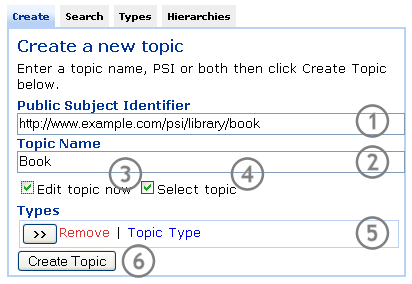 Create Search Types Hierarchies
Create a new topic
Enter a topic name, PSI or both then click Create Topic
below.
Public Subject Identifier
http://www.example.com/psi/library/book 1
Topic Name
Book 2
Edit topic now 3 Select topic 4
Types
>> Remove | Topic Type 5
Create Topic 6